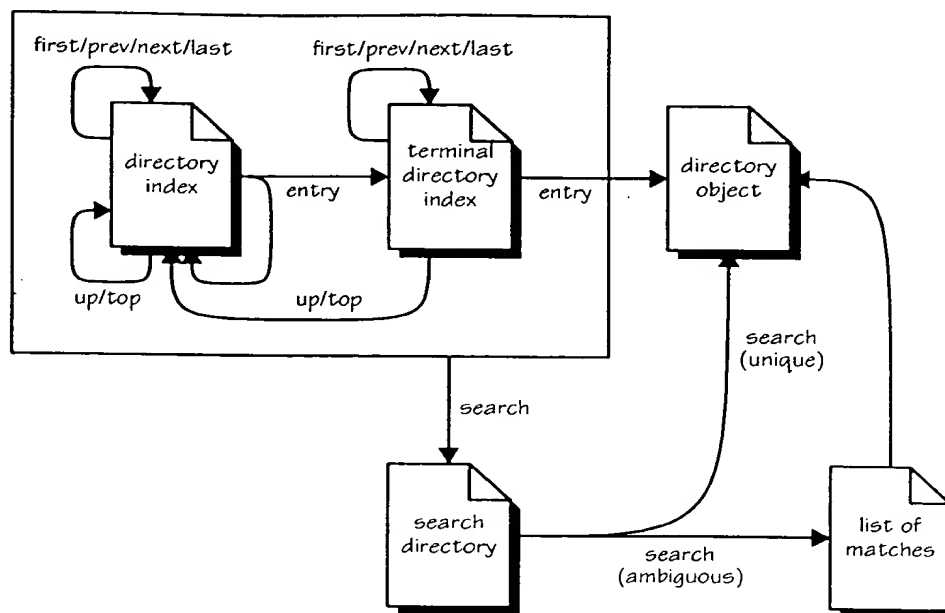 first/prev/next/last
first/prev/next/last
directory
index
entry
terminal
directory
index
entry
directory
object
up/top
up/top
search
(unique)
search
search
directory
search
(ambiguous)
list of
matches